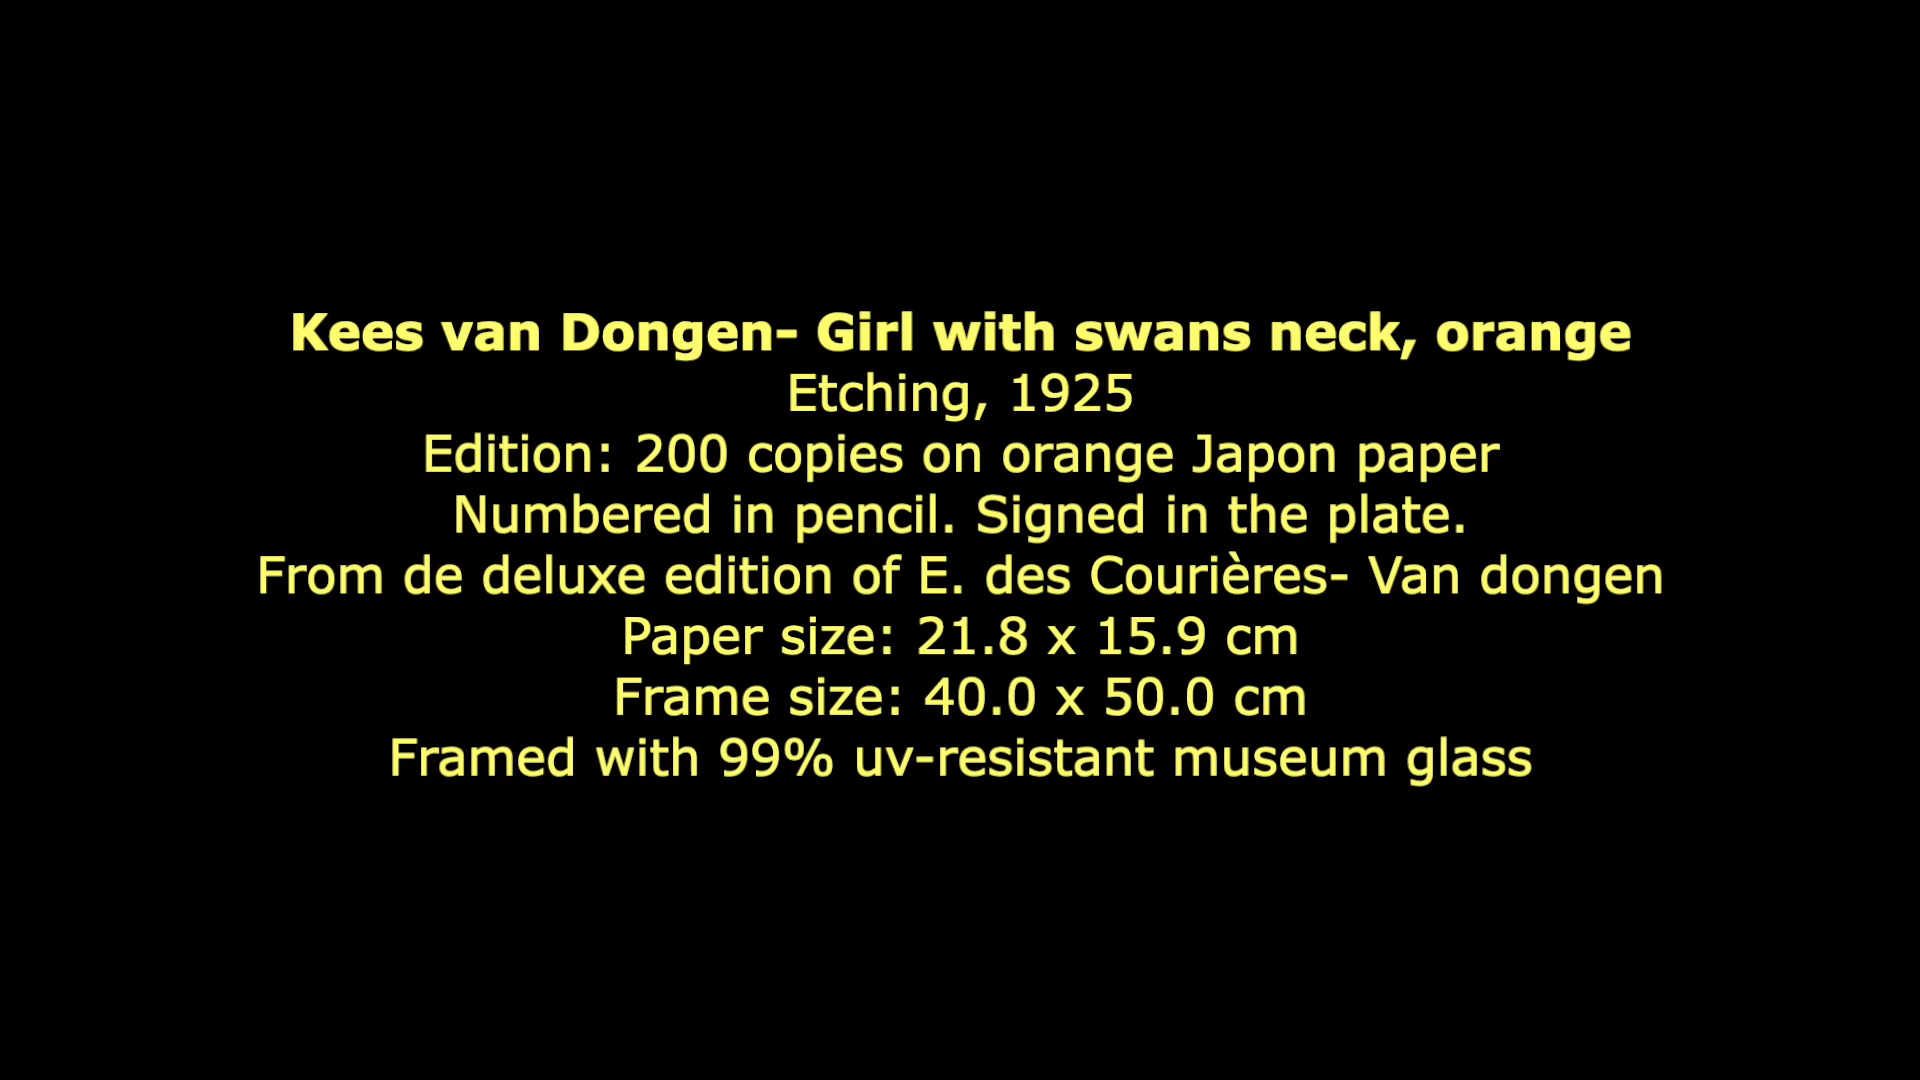 Kees van Dongen- Girl with swans neck, orange
Etching, 1925
Edition: 200 copies on orange Japon paper
Numbered in pencil. Signed in the plate.
From de deluxe edition of E. des Courières- Van dongen
Paper size: 21.8 x 15.9 cm
Frame size: 40.0 x 50.0 cm
Framed with 99% uv-resistant museum glass